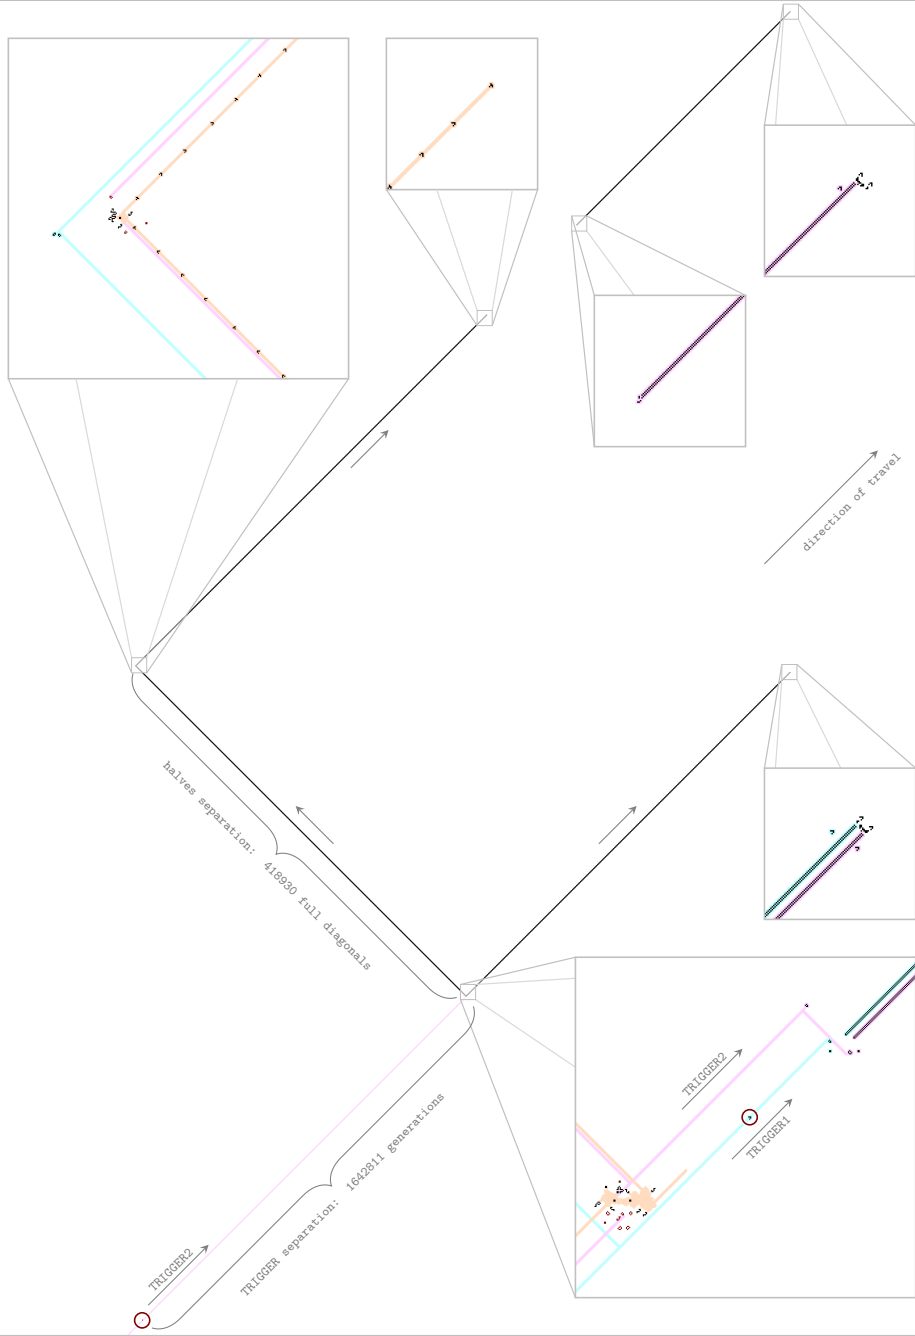 direction of travel
halves separation: 418930 full diagonals
TRIGGER2
TRIGGER1
TRIGGER separation: 1642811 generations
TRIGGER2